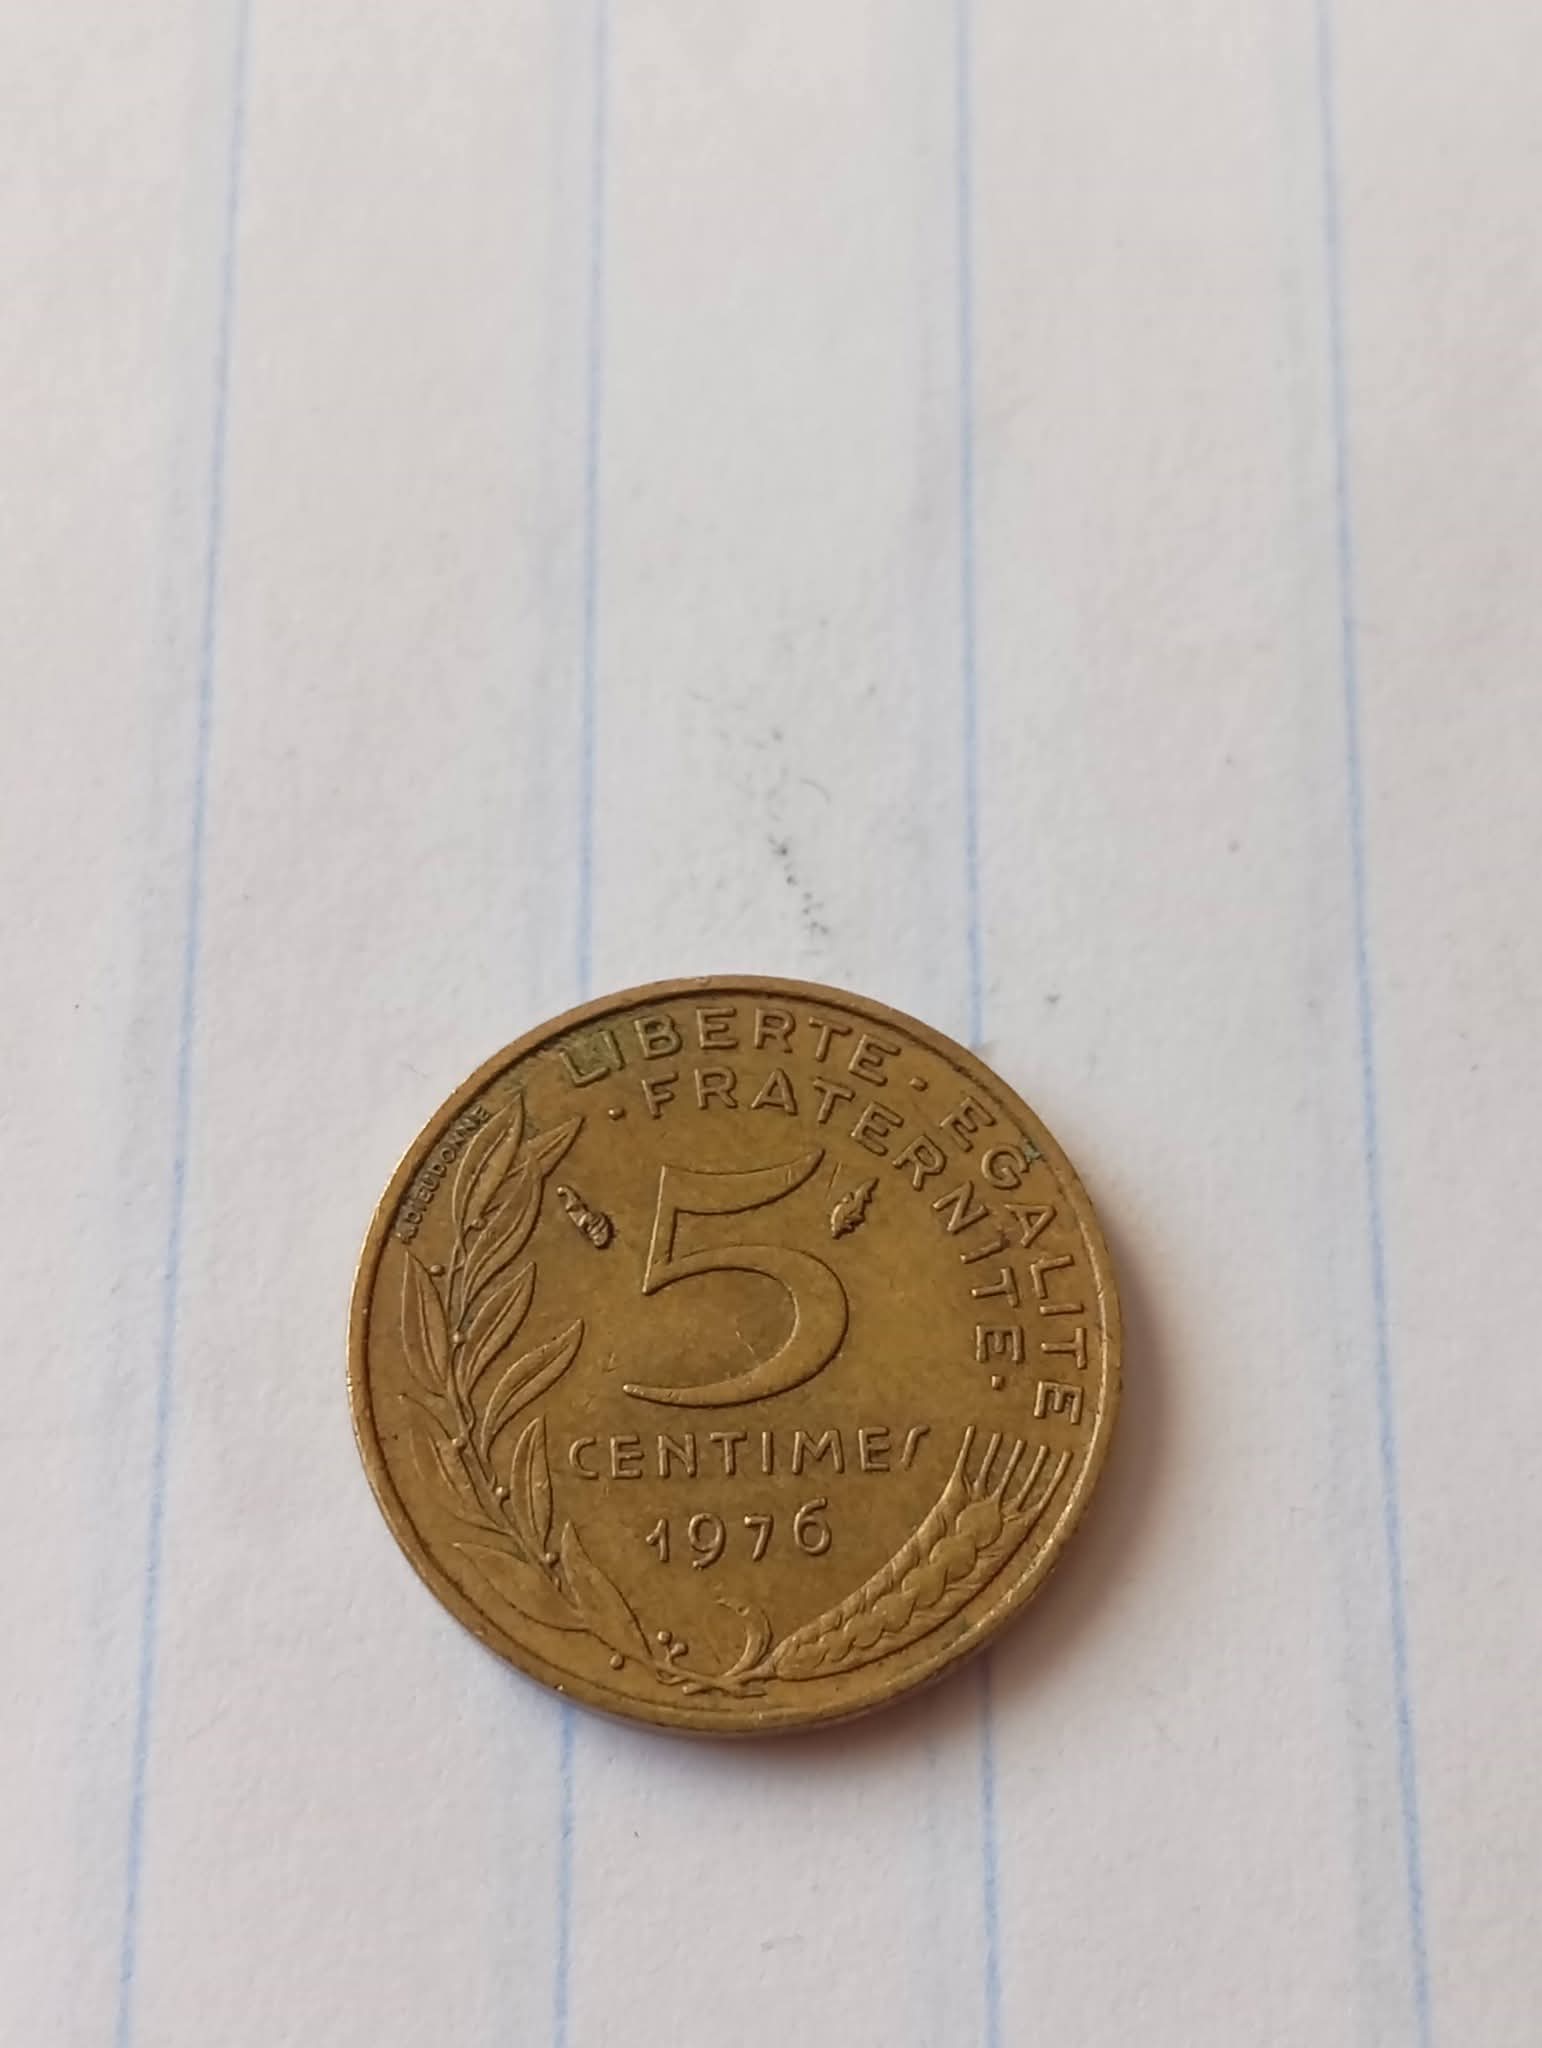 LIBERTE · EGALITE
· FRATERNITE ·
A.DIEUDONNE
5
CENTIMES
1976